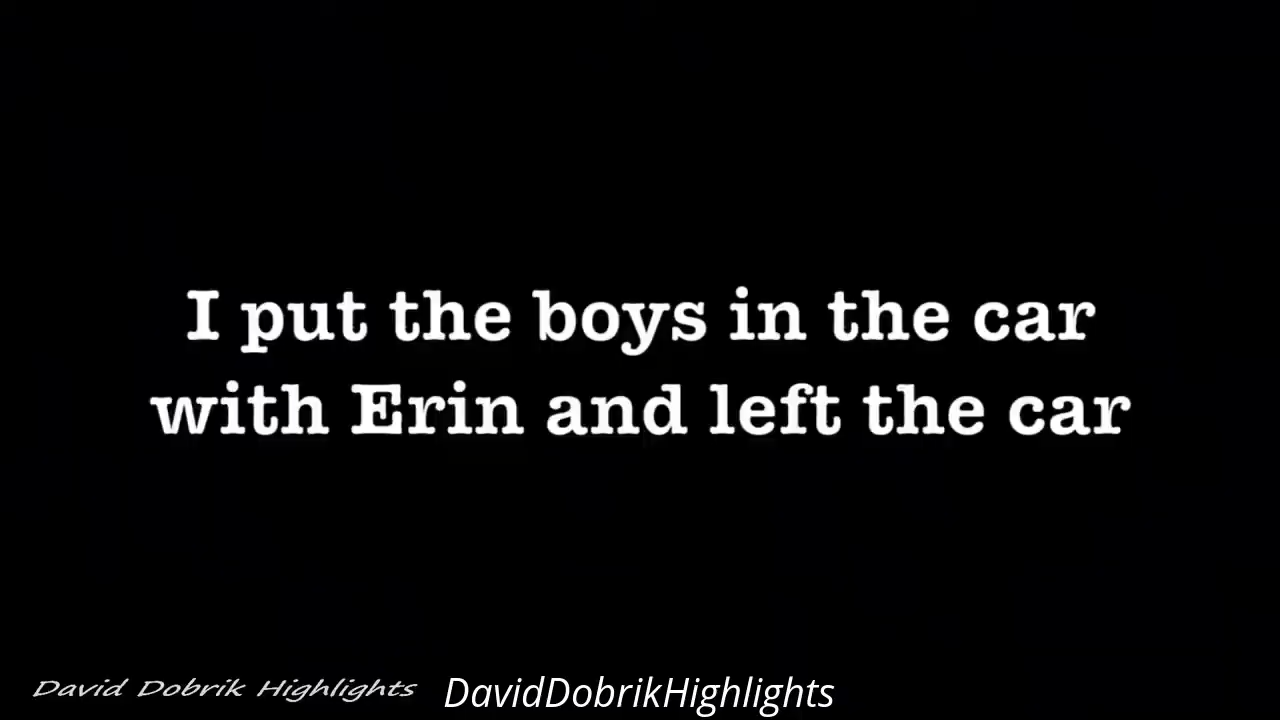 I put the boys in the car
with Erin and left the car
David Dobrik Highlights
DavidDobrikHighlights